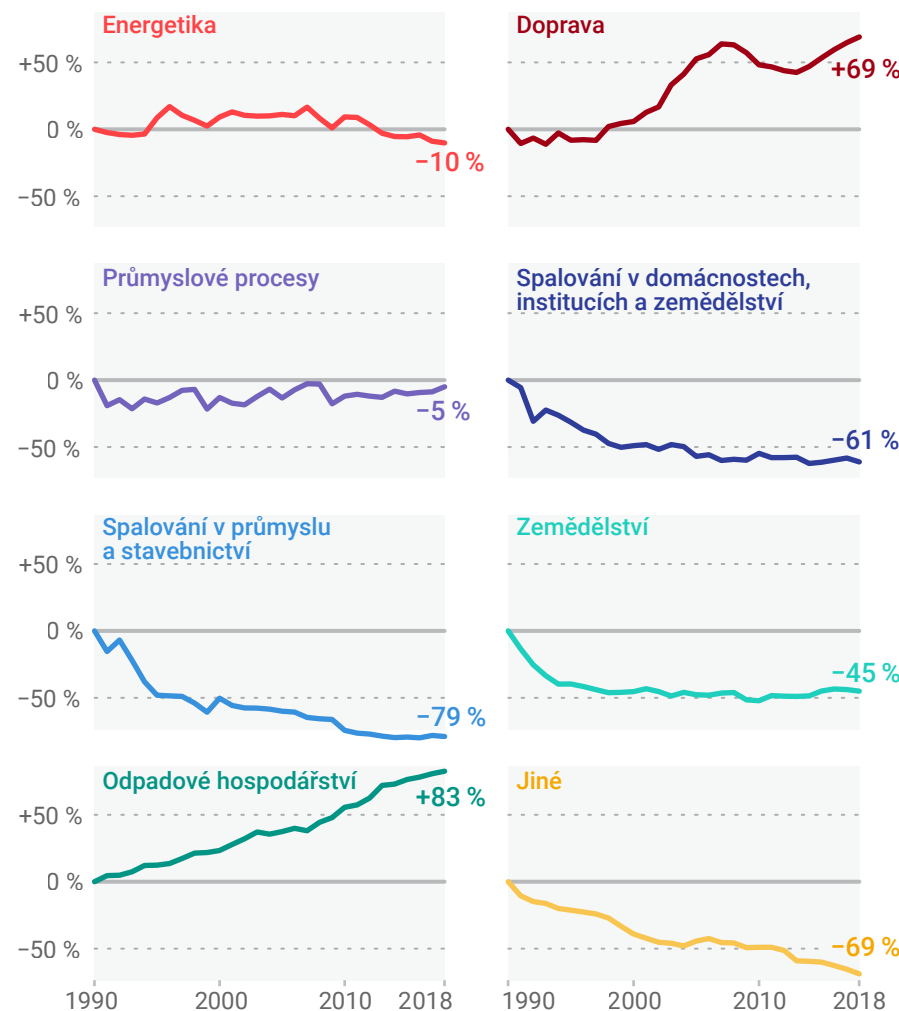 Energetika
Doprava
+50 %
0 %
−50 %
−10 %
+69 %
Průmyslové procesy
Spalování v domácnostech,
institucích a zemědělství
+50 %
0 %
−50 %
−5 %
−61 %
Spalování v průmyslu
a stavebnictví
Zemědělství
+50 %
0 %
−50 %
−79 %
−45 %
Odpadové hospodářství
Jiné
+50 %
0 %
−50 %
+83 %
−69 %
1990 2000 2010 2018
1990 2000 2010 2018